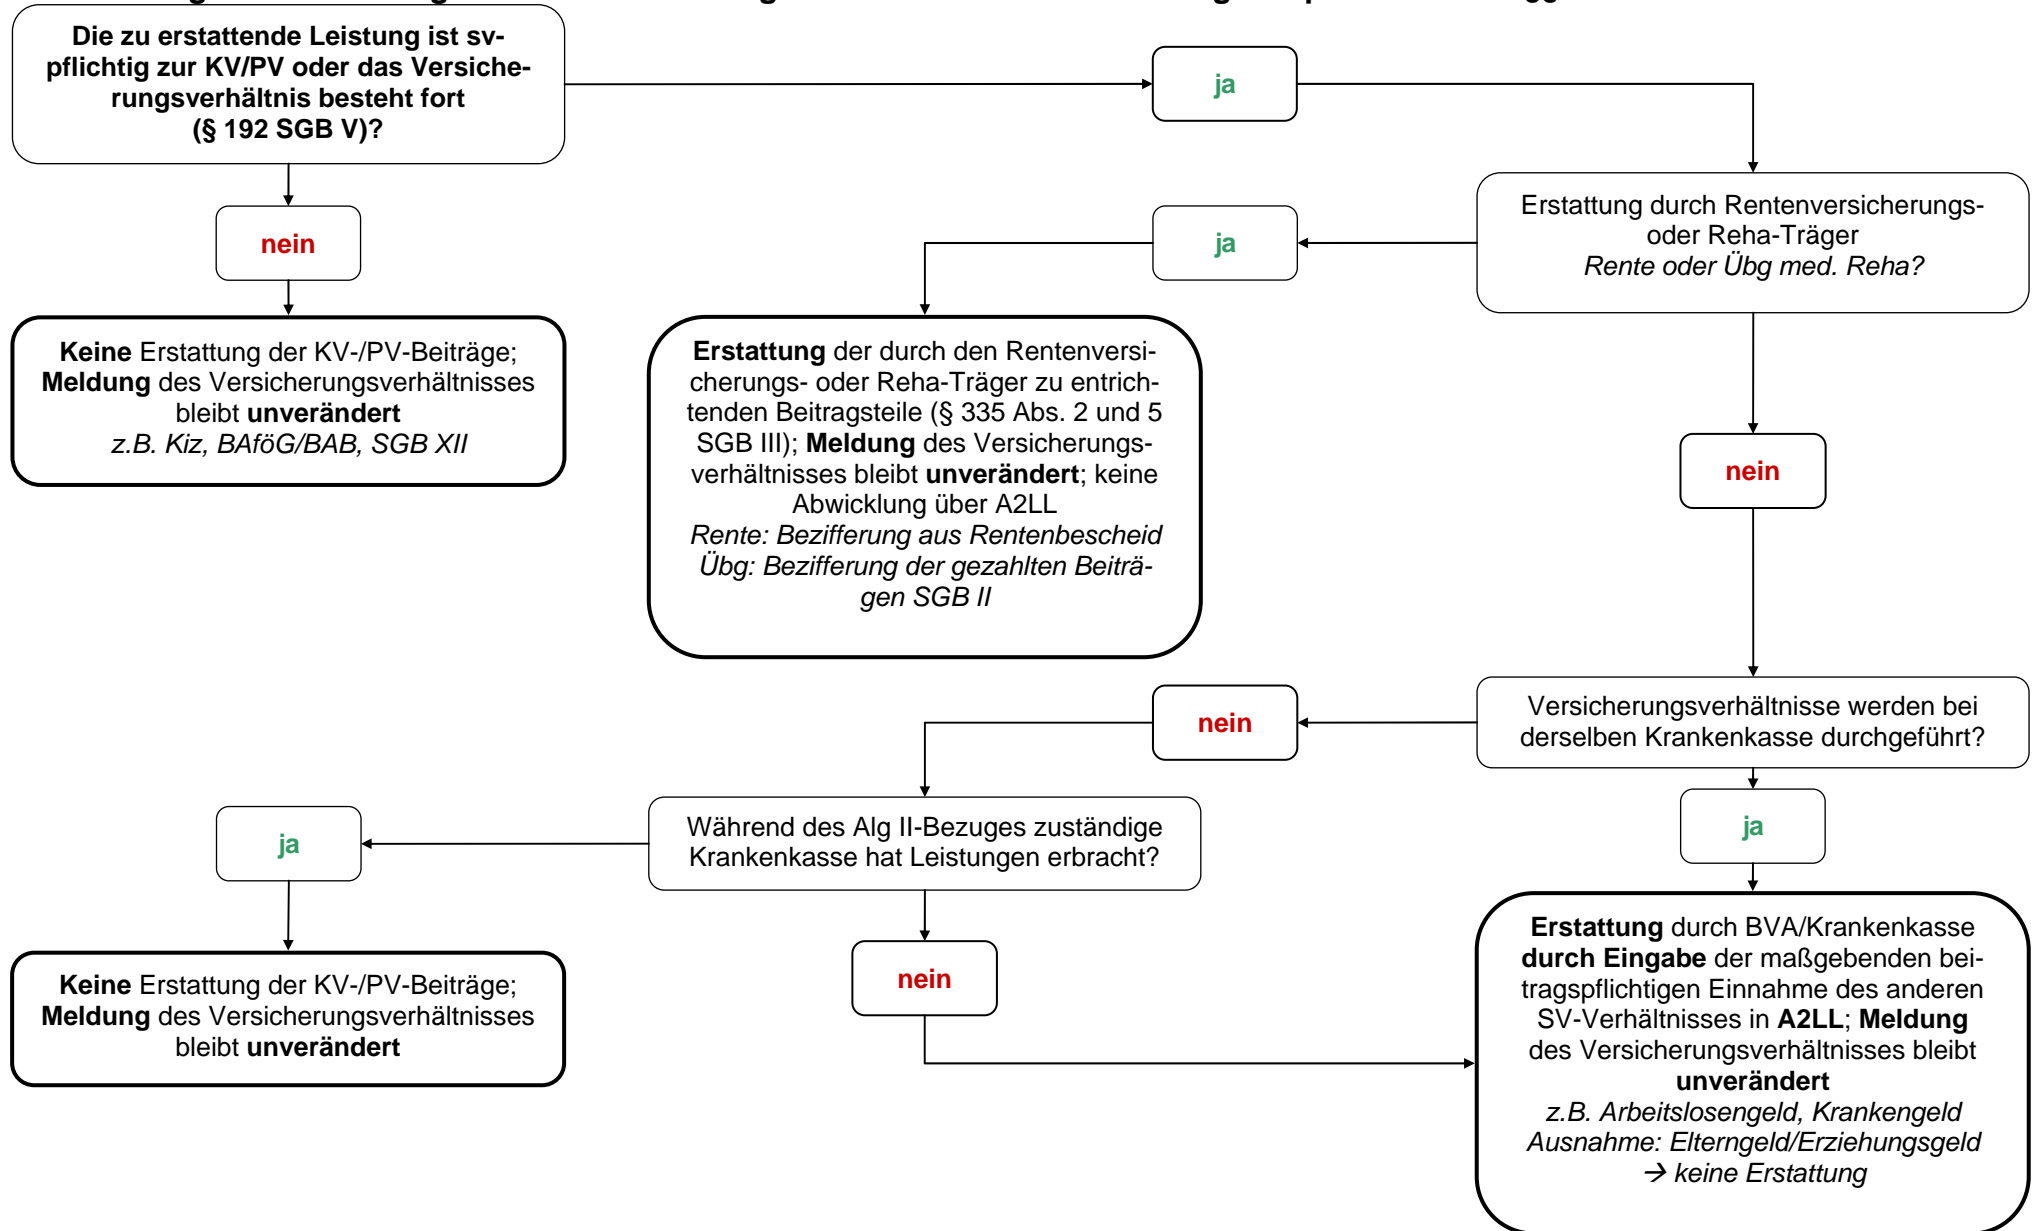 Die zu erstattende Leistung ist sv-
pflichtig zur KV/PV oder das Versiche-
rungsverhältnis besteht fort
(§ 192 SGB V)?
ja
nein
ja
Erstattung durch Rentenversicherungs-
oder Reha-Träger
Rente oder Übg med. Reha?
Keine Erstattung der KV-/PV-Beiträge;
Meldung des Versicherungsverhältnisses
bleibt unverändert
z.B. Kiz, BAföG/BAB, SGB XII
Erstattung der durch den Rentenversi-
cherungs- oder Reha-Träger zu entrich-
tenden Beitragsteile (§ 335 Abs. 2 und 5
SGB III); Meldung des Versicherungs-
verhältnisses bleibt unverändert; keine
Abwicklung über A2LL
Rente: Bezifferung aus Rentenbescheid
Übg: Bezifferung der gezahlten Beiträ-
gen SGB II
nein
Versicherungsverhältnisse werden bei
derselben Krankenkasse durchgeführt?
nein
ja
Während des Alg II-Bezuges zuständige
Krankenkasse hat Leistungen erbracht?
ja
nein
Keine Erstattung der KV-/PV-Beiträge;
Meldung des Versicherungsverhältnisses
bleibt unverändert
Erstattung durch BVA/Krankenkasse
durch Eingabe der maßgebenden bei-
tragspflichtigen Einnahme des anderen
SV-Verhältnisses in A2LL; Meldung
des Versicherungsverhältnisses bleibt
unverändert
z.B. Arbeitslosengeld, Krankengeld
Ausnahme: Elterngeld/Erziehungsgeld
→ keine Erstattung